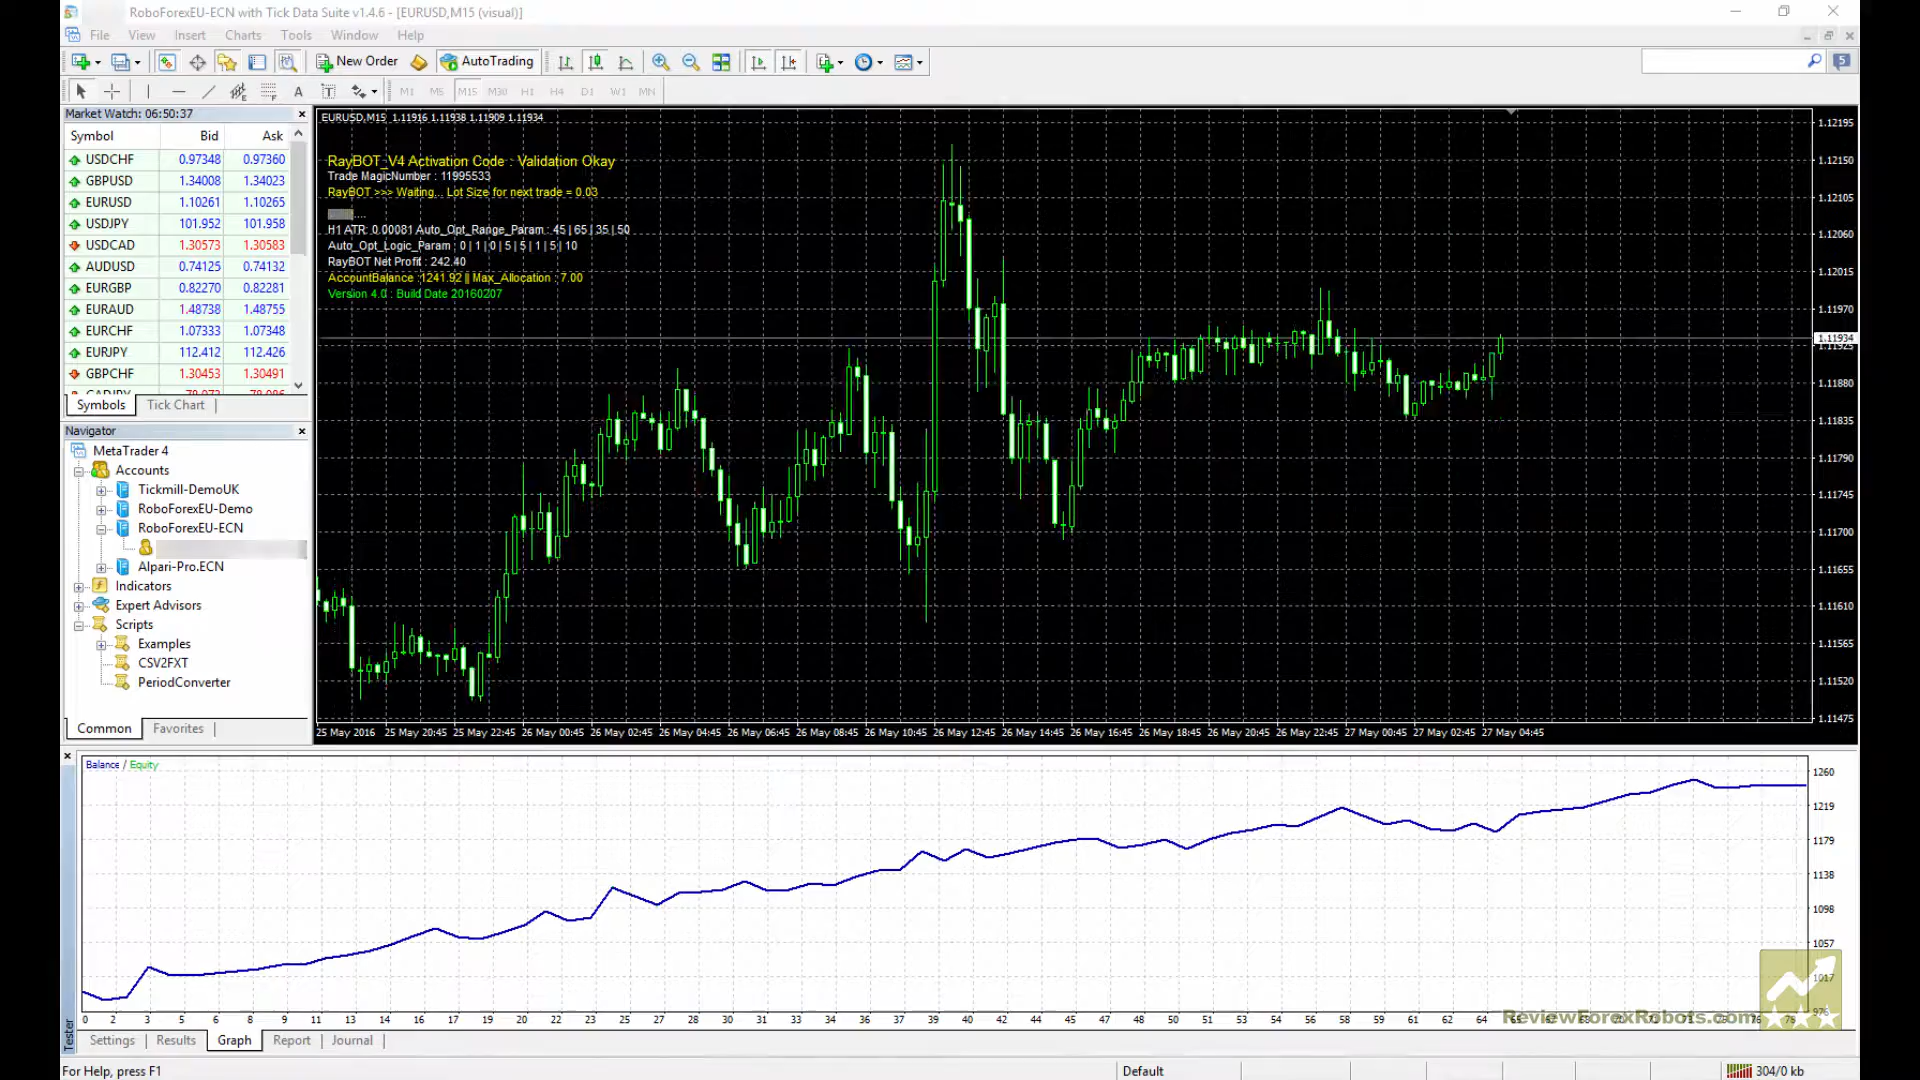 RoboForexEU-ECN with Tick Data Suite v1.4.6 - [EURUSD,M15 (visual)]
File View Insert Charts Tools Window Help
New Order AutoTrading 5
A T M1 M5 M15 M30 H1 H4 D1 W1 MN
Market Watch: 06:50:37
Symbol Bid Ask
USDCHF 0.97348 0.97360
GBPUSD 1.34008 1.34023
EURUSD 1.10261 1.10265
USDJPY 101.952 101.958
USDCAD 1.30573 1.30583
AUDUSD 0.74125 0.74132
EURGBP 0.82270 0.82281
EURAUD 1.48738 1.48755
EURCHF 1.07333 1.07348
EURJPY 112.412 112.426
GBPCHF 1.30453 1.30491
Symbols Tick Chart
Navigator
MetaTrader 4
Accounts
Tickmill-DemoUK
RoboForexEU-Demo
RoboForexEU-ECN
Alpari-Pro.ECN
Indicators
Expert Advisors
Scripts
Examples
CSV2FXT
PeriodConverter
Common Favorites
EURUSD,M15 1.11916 1.11938 1.11909 1.11934
RayBOT_V4 Activation Code : Validation Okay
Trade MagicNumber : 11995533
RayBOT >>> Waiting... Lot Size for next trade = 0.03
....
H1 ATR: 0.00081 Auto_Opt_Range_Param : 45 | 65 | 35 | 50
Auto_Opt_Logic_Param : 0 | 1 | 0 | 5 | 5 | 1 | 5 | 10
RayBOT Net Profit : 242.40
AccountBalance : 1241.92 || Max_Allocation : 7.00
Version 4.0 : Build Date 20160207
1.12195
1.12150
1.12105
1.12060
1.12015
1.11970
1.11934
1.11925
1.11880
1.11835
1.11790
1.11745
1.11700
1.11655
1.11610
1.11565
1.11520
1.11475
25 May 2016 25 May 20:45 25 May 22:45 26 May 00:45 26 May 02:45 26 May 04:45 26 May 06:45 26 May 08:45 26 May 10:45 26 May 12:45 26 May 14:45 26 May 16:45 26 May 18:45 26 May 20:45 26 May 22:45 27 May 00:45 27 May 02:45 27 May 04:45
Balance / Equity
1260
1219
1179
1138
1098
1057
1017
0 2 3 5 6 8 9 11 13 14 16 17 19 20 22 23 25 27 28 30 31 33 34 36 37 39 40 42 44 45 47 48 50 51 53 54 56 58 59 61 62 64
ReviewForexRobots.com
Tester
Settings Results Graph Report Journal
For Help, press F1 Default 304/0 kb